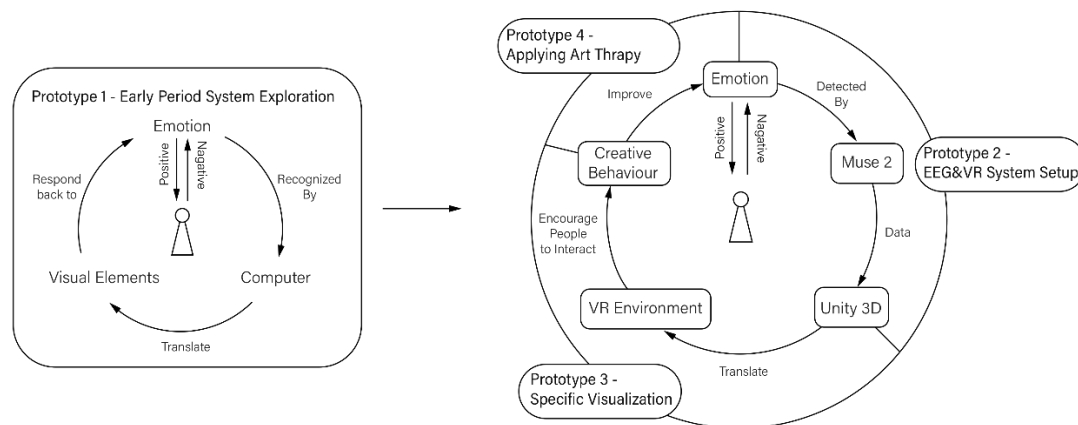 Prototype 1 - Early Period System Exploration
Emotion
Positive
Nagative
Respond
back to
Recognized
By
Visual Elements
Computer
Translate
Prototype 4 -
Applying Art Thrapy
Emotion
Improve
Detected
By
Positive
Nagative
Creative
Behaviour
Muse 2
Prototype 2 -
EEG&VR System Setup
Encourage
People
to Interact
Data
VR Environment
Unity 3D
Translate
Prototype 3 -
Specific Visualization